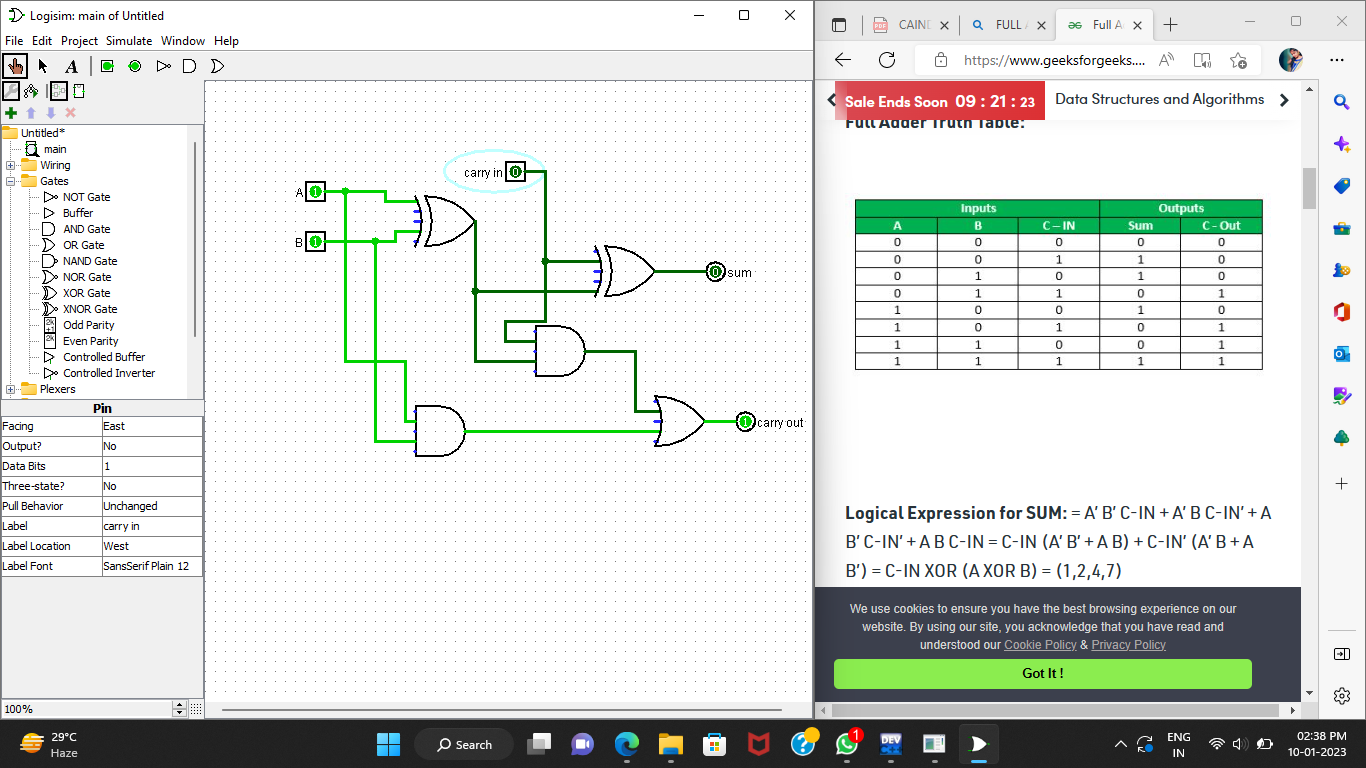 Logisim: main of Untitled
File Edit Project Simulate Window Help
A
Untitled*
main
Wiring
Gates
NOT Gate
Buffer
AND Gate
OR Gate
NAND Gate
NOR Gate
XOR Gate
XNOR Gate
Odd Parity
Even Parity
Controlled Buffer
Controlled Inverter
Plexers
Pin
Facing East
Output? No
Data Bits 1
Three-state? No
Pull Behavior Unchanged
Label carry in
Label Location West
Label Font SansSerif Plain 12
100%
carry in 0
A 1
B 1
0 sum
1 carry out
CAIN
FULL
Full A
https://www.geeksforgeeks....
Sale Ends Soon 09 : 21 : 23
Data Structures and Algorithms
Full Adder Truth Table:
Inputs Outputs
A B C – IN Sum C - Out
0 0 0 0 0
0 0 1 1 0
0 1 0 1 0
0 1 1 0 1
1 0 0 1 0
1 0 1 0 1
1 1 0 0 1
1 1 1 1 1
Logical Expression for SUM: = A’ B’ C-IN + A’ B C-IN’ + A
B’ C-IN’ + A B C-IN = C-IN (A’ B’ + A B) + C-IN’ (A’ B + A
B’) = C-IN XOR (A XOR B) = (1,2,4,7)
We use cookies to ensure you have the best browsing experience on our
website. By using our site, you acknowledge that you have read and
understood our Cookie Policy & Privacy Policy
Got It !
29°C
Haze
Search
1
DEV
ENG
IN
02:38 PM
10-01-2023